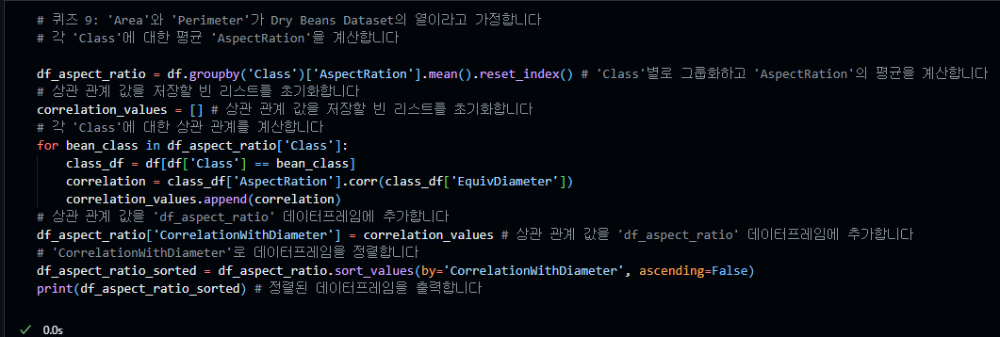 # 퀴즈 9: 'Area'와 'Perimeter'가 Dry Beans Dataset의 열이라고 가정합니다
# 각 'Class'에 대한 평균 'AspectRation'을 계산합니다
df_aspect_ratio = df.groupby('Class')['AspectRation'].mean().reset_index() # 'Class'별로 그룹화하고 'AspectRation'의 평균을 계산합니다
# 상관 관계 값을 저장할 빈 리스트를 초기화합니다
correlation_values = [] # 상관 관계 값을 저장할 빈 리스트를 초기화합니다
# 각 'Class'에 대한 상관 관계를 계산합니다
for bean_class in df_aspect_ratio['Class']:
    class_df = df[df['Class'] == bean_class]
    correlation = class_df['AspectRation'].corr(class_df['EquivDiameter'])
    correlation_values.append(correlation)
# 상관 관계 값을 'df_aspect_ratio' 데이터프레임에 추가합니다
df_aspect_ratio['CorrelationWithDiameter'] = correlation_values # 상관 관계 값을 'df_aspect_ratio' 데이터프레임에 추가합니다
# 'CorrelationWithDiameter'로 데이터프레임을 정렬합니다
df_aspect_ratio_sorted = df_aspect_ratio.sort_values(by='CorrelationWithDiameter', ascending=False)
print(df_aspect_ratio_sorted) # 정렬된 데이터프레임을 출력합니다
0.0s